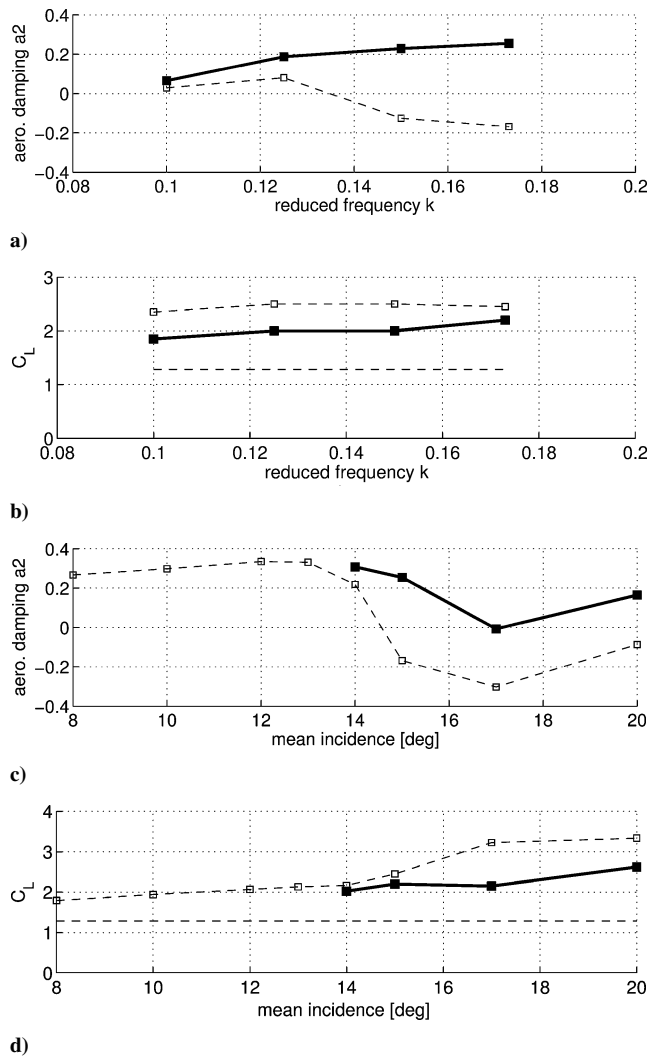 aero. damping a2
0.4
0.2
0
−0.2
−0.4
0.08 0.1 0.12 0.14 0.16 0.18 0.2
reduced frequency k
a)
C_L
3
2
1
0
0.08 0.1 0.12 0.14 0.16 0.18 0.2
reduced frequency k
b)
aero. damping a2
0.4
0.2
0
−0.2
−0.4
8 10 12 14 16 18 20
mean incidence [deg]
c)
C_L
4
3
2
1
0
8 10 12 14 16 18 20
mean incidence [deg]
d)